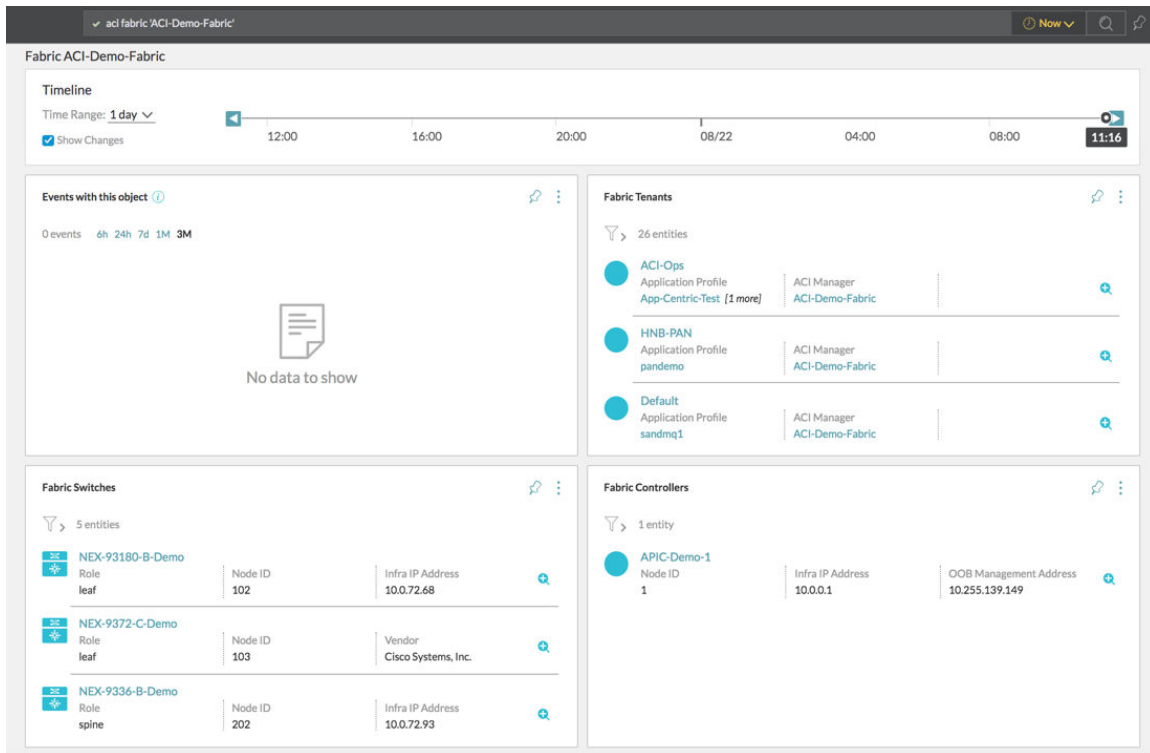 aci fabric 'ACI-Demo-Fabric'
Now
Fabric ACI-Demo-Fabric
Timeline
Time Range: 1 day
Show Changes
12:00 16:00 20:00 08/22 04:00 08:00 11:16
Events with this object
0 events 6h 24h 7d 1M 3M
No data to show
Fabric Tenants
26 entities
ACI-Ops
Application Profile ACI Manager
App-Centric-Test [1 more] ACI-Demo-Fabric
HNB-PAN
Application Profile ACI Manager
pandemo ACI-Demo-Fabric
Default
Application Profile ACI Manager
sandmq1 ACI-Demo-Fabric
Fabric Switches
5 entities
NEX-93180-B-Demo
Role Node ID Infra IP Address
leaf 102 10.0.72.68
NEX-9372-C-Demo
Role Node ID Vendor
leaf 103 Cisco Systems, Inc.
NEX-9336-B-Demo
Role Node ID Infra IP Address
spine 202 10.0.72.93
Fabric Controllers
1 entity
APIC-Demo-1
Node ID Infra IP Address OOB Management Address
1 10.0.0.1 10.255.139.149